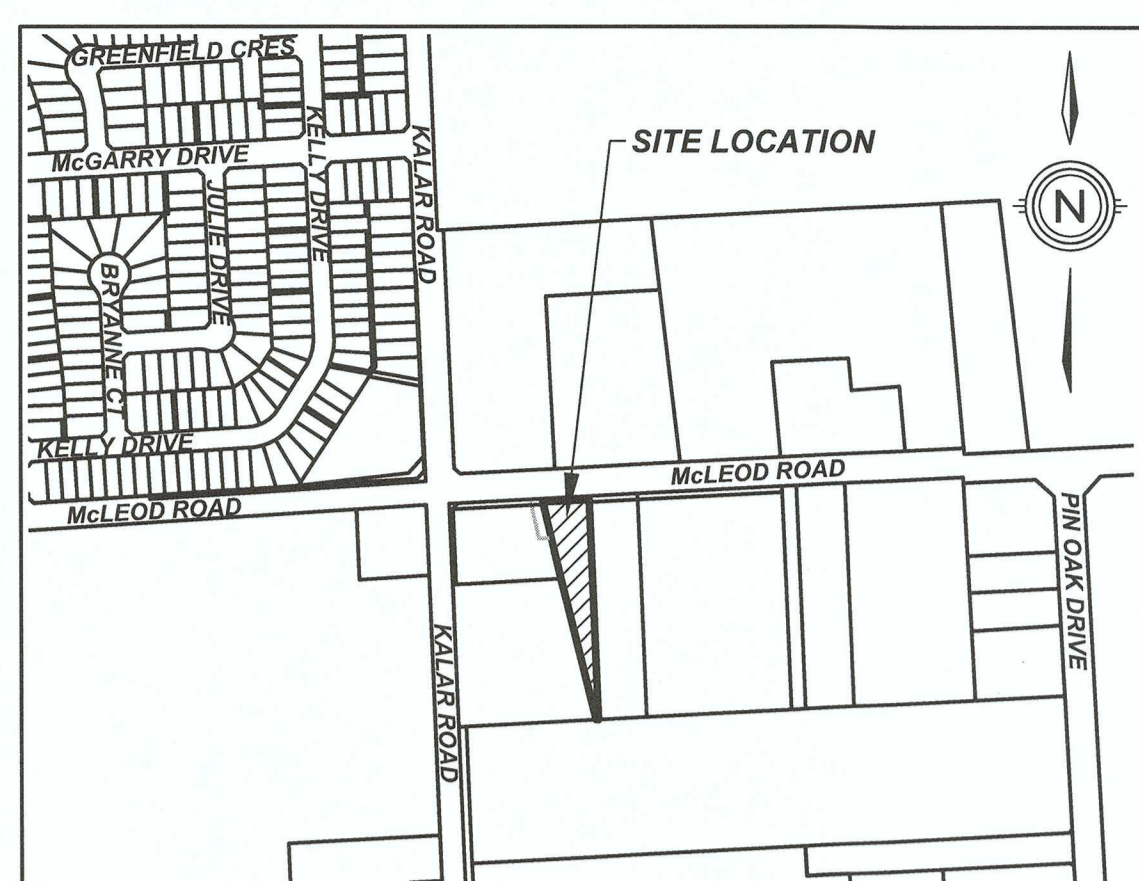 GREENFIELD CRES
McGARRY DRIVE
KELLY DRIVE
KALAR ROAD
SITE LOCATION
N
JULIE DRIVE
BRYANNE CT
KELLY DRIVE
McLEOD ROAD
McLEOD ROAD
PIN OAK DRIVE
KALAR ROAD